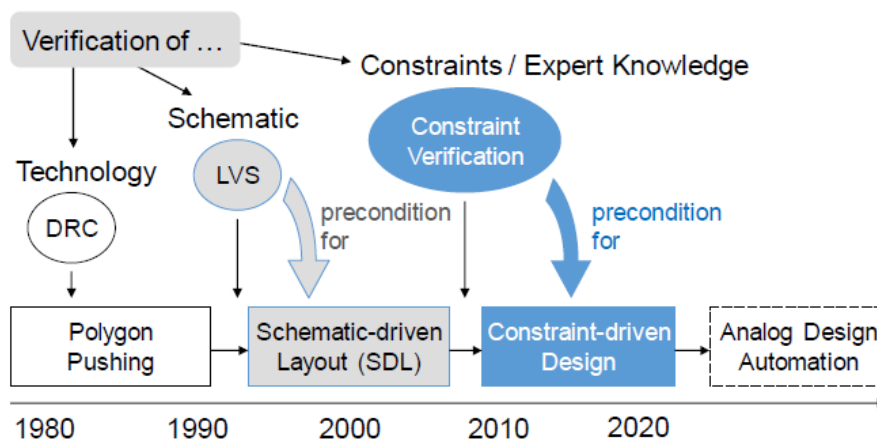 Verification of ...
Constraints / Expert Knowledge
Schematic
Constraint
Verification
Technology
LVS
precondition
for
precondition
for
DRC
Polygon
Pushing
Schematic-driven
Layout (SDL)
Constraint-driven
Design
Analog Design
Automation
1980 1990 2000 2010 2020